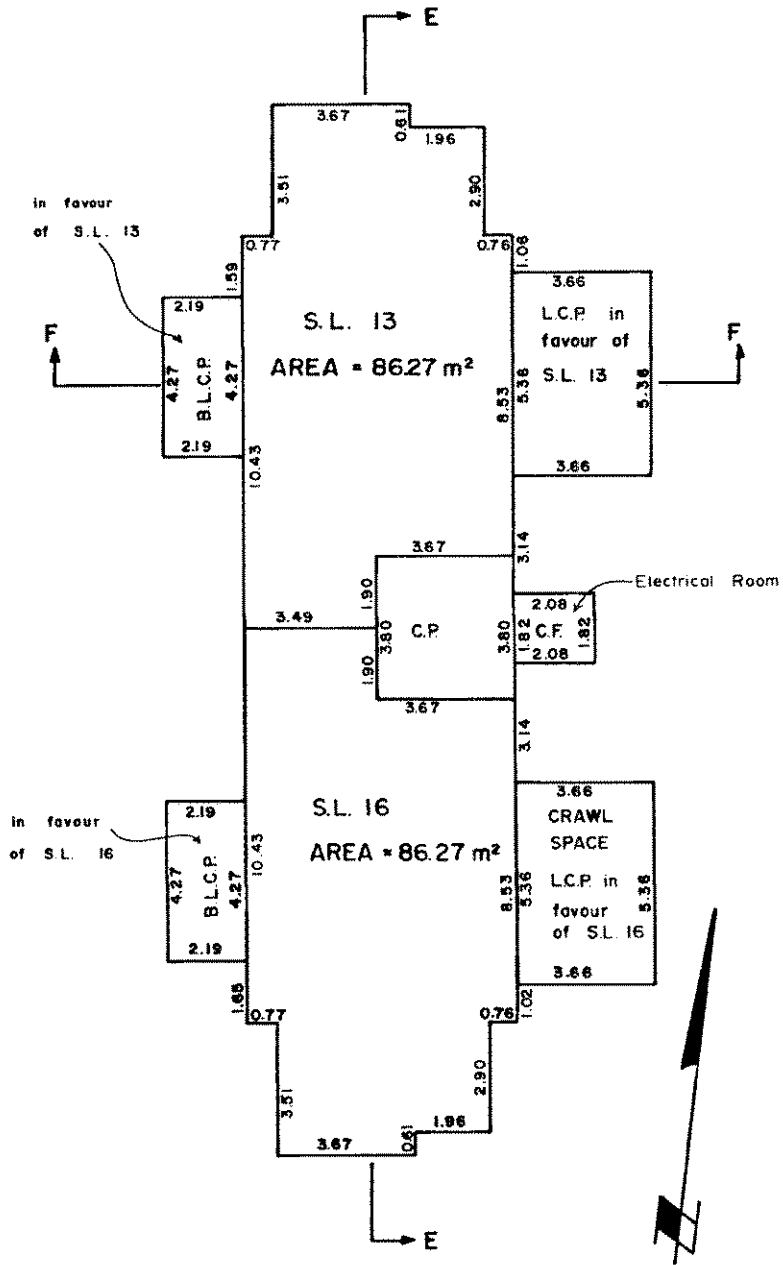 E
3.67
0.61
1.96
3.51
2.90
in favour
of S.L. 13
0.77
0.76
1.06
1.59
2.19
3.66
S.L. 13
AREA = 86.27 m²
L.C.P. in
favour of
S.L. 13
F
F
4.27
B.L.C.P.
4.27
8.53
5.36
5.36
2.19
10.43
3.66
3.67
3.14
Electrical Room
1.90
2.08
3.49
3.80
C.P.
3.80
1.82
C.P.
1.82
1.90
2.08
3.67
3.14
2.19
3.66
in favour
of S.L. 16
S.L. 16
AREA = 86.27 m²
CRAWL
SPACE
L.C.P. in
favour
of S.L. 16
4.27
B.L.C.P.
4.27
10.43
8.53
5.36
5.36
2.19
3.66
1.65
1.02
0.77
0.76
3.51
2.90
1.96
3.67
0.61
E